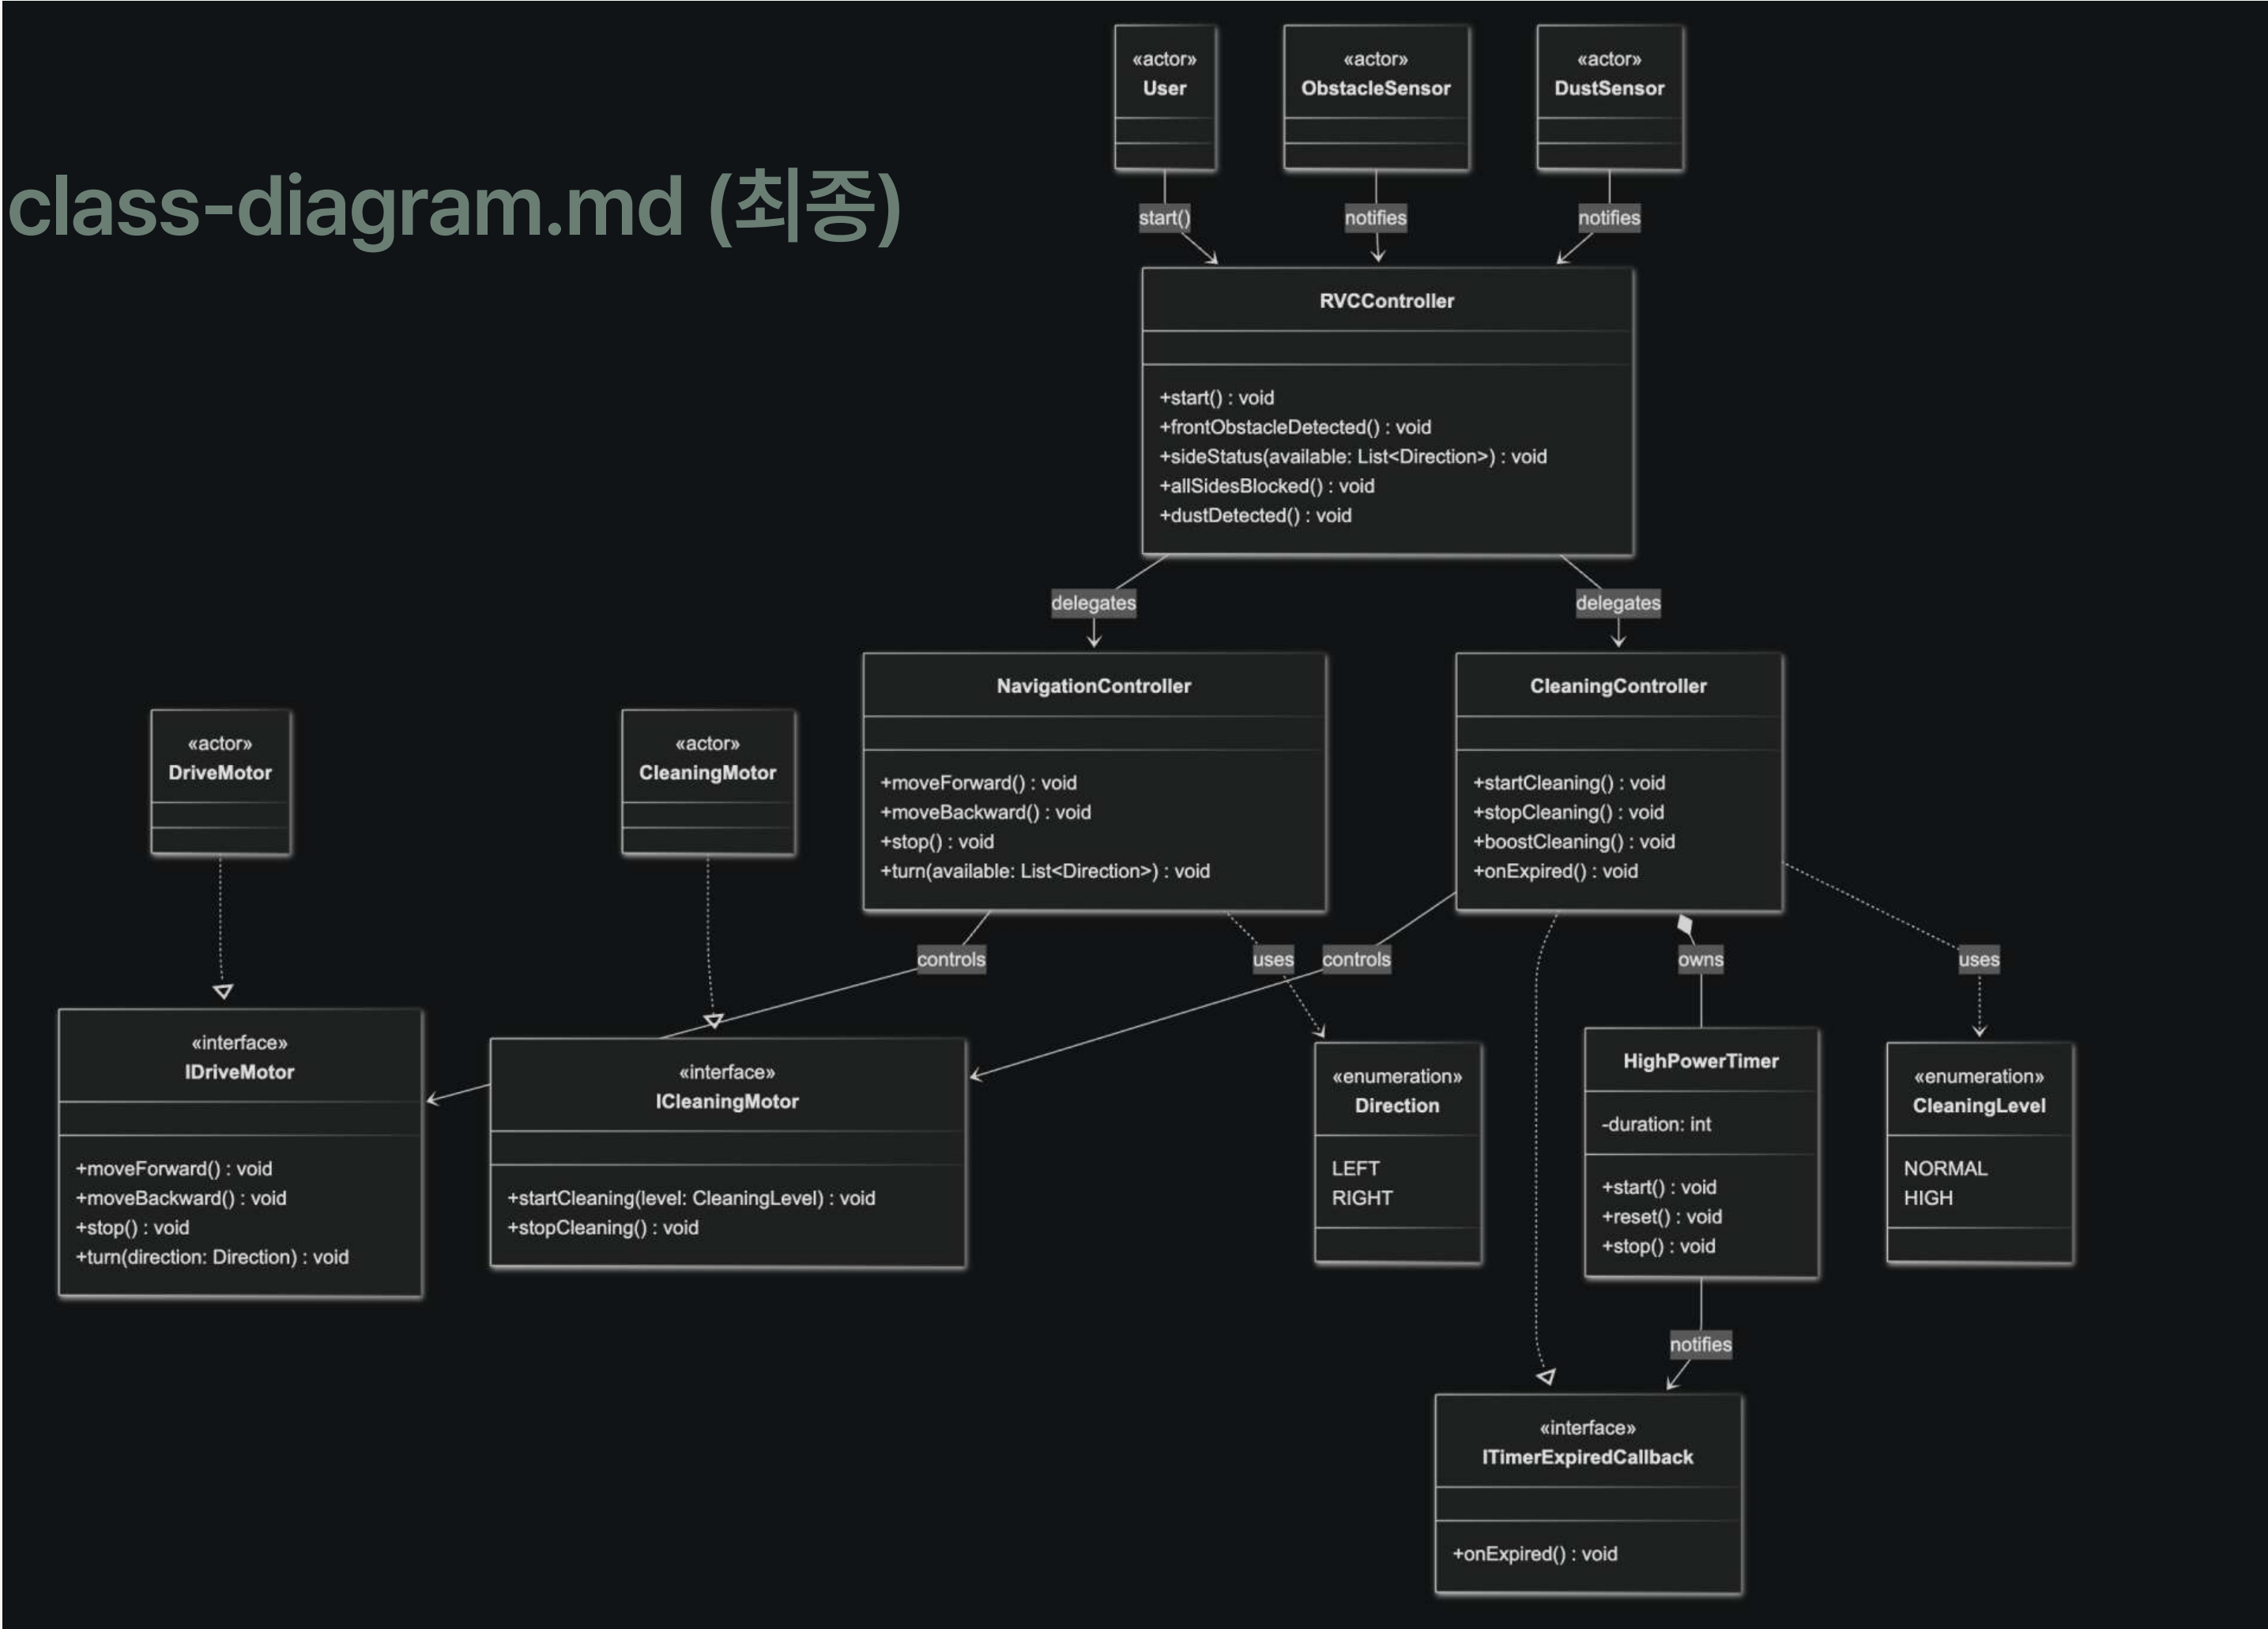 class-diagram.md (최종)
«actor»
User
«actor»
ObstacleSensor
«actor»
DustSensor
start()
notifies
notifies
RVCController
+start() : void
+frontObstacleDetected() : void
+sideStatus(available: List<Direction>) : void
+allSidesBlocked() : void
+dustDetected() : void
delegates
delegates
NavigationController
+moveForward() : void
+moveBackward() : void
+stop() : void
+turn(available: List<Direction>) : void
CleaningController
+startCleaning() : void
+stopCleaning() : void
+boostCleaning() : void
+onExpired() : void
«actor»
DriveMotor
«actor»
CleaningMotor
controls
uses
controls
owns
uses
«interface»
IDriveMotor
+moveForward() : void
+moveBackward() : void
+stop() : void
+turn(direction: Direction) : void
«interface»
ICleaningMotor
+startCleaning(level: CleaningLevel) : void
+stopCleaning() : void
«enumeration»
Direction
LEFT
RIGHT
HighPowerTimer
-duration: int
+start() : void
+reset() : void
+stop() : void
«enumeration»
CleaningLevel
NORMAL
HIGH
notifies
«interface»
ITimerExpiredCallback
+onExpired() : void